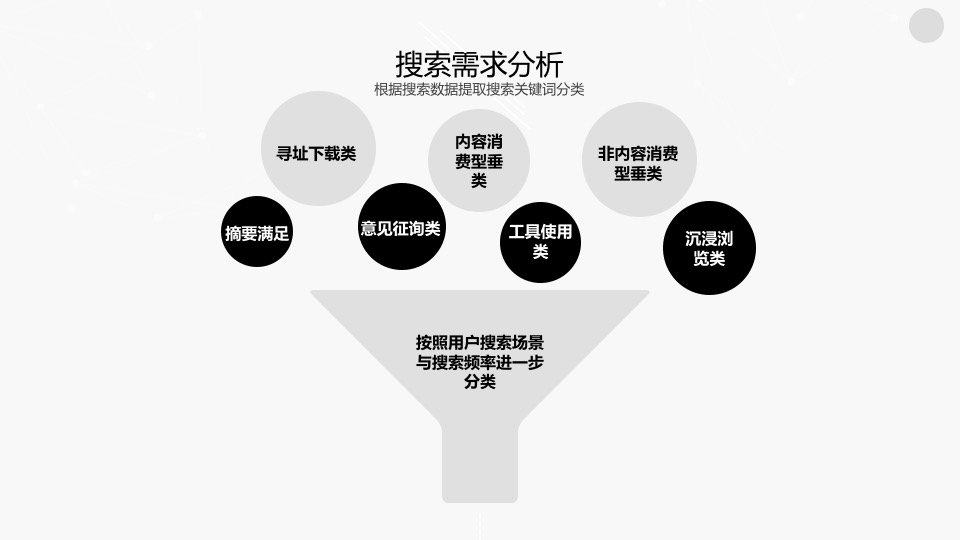 搜索需求分析
根据搜索数据提取搜索关键词分类
寻址下载类
内容消
费型垂
类
非内容消费
型垂类
摘要满足
意见征询类
工具使用
类
沉浸浏
览类
按照用户搜索场景
与搜索频率进一步
分类